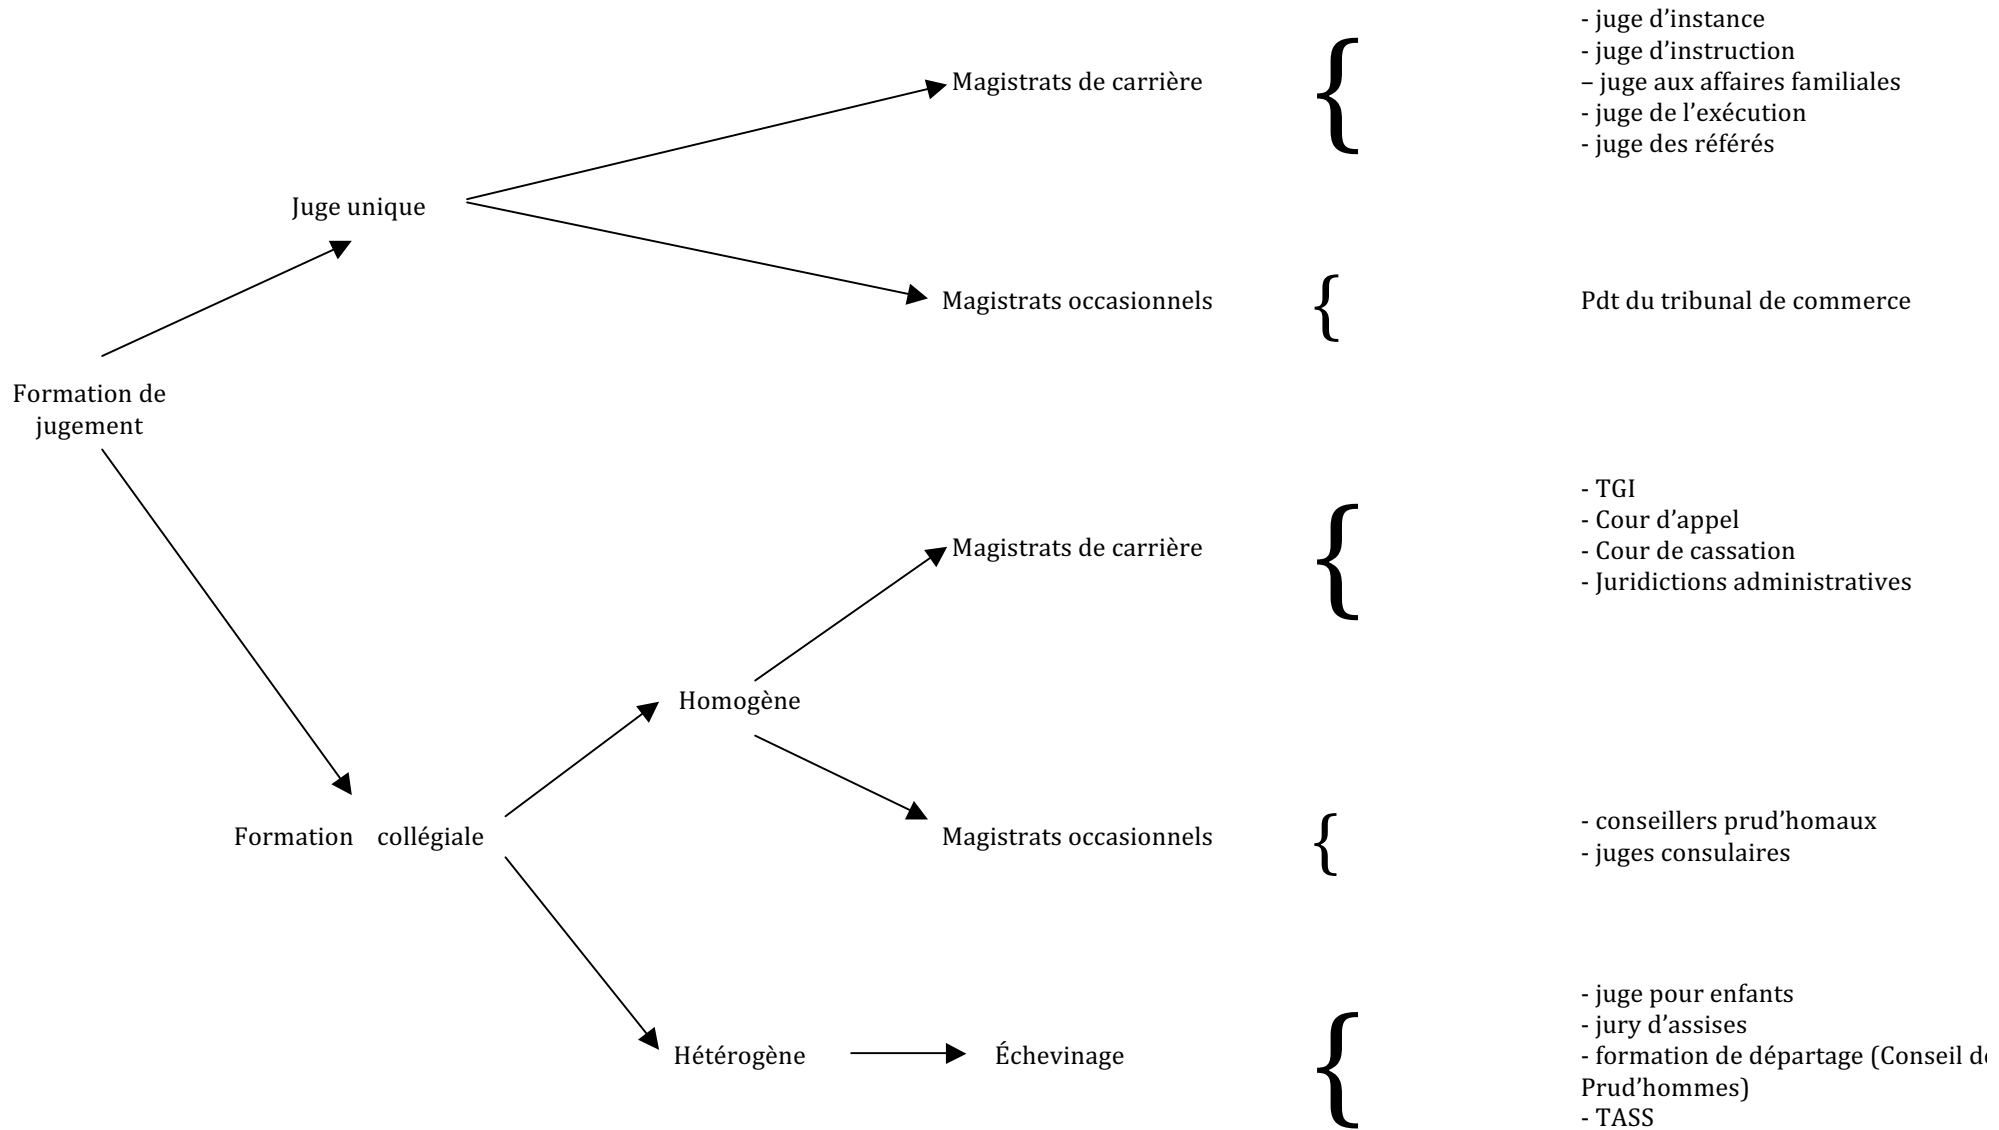 - juge d’instance
- juge d’instruction
Magistrats de carrière
– juge aux affaires familiales
- juge de l’exécution
- juge des référés
Juge unique
Magistrats occasionnels
Pdt du tribunal de commerce
Formation de
jugement
- TGI
- Cour d’appel
Magistrats de carrière
- Cour de cassation
- Juridictions administratives
Homogène
Formation collégiale
Magistrats occasionnels
- conseillers prud’homaux
- juges consulaires
Hétérogène
Échevinage
- juge pour enfants
- jury d’assises
- formation de départage (Conseil
Prud’hommes)
- TASS